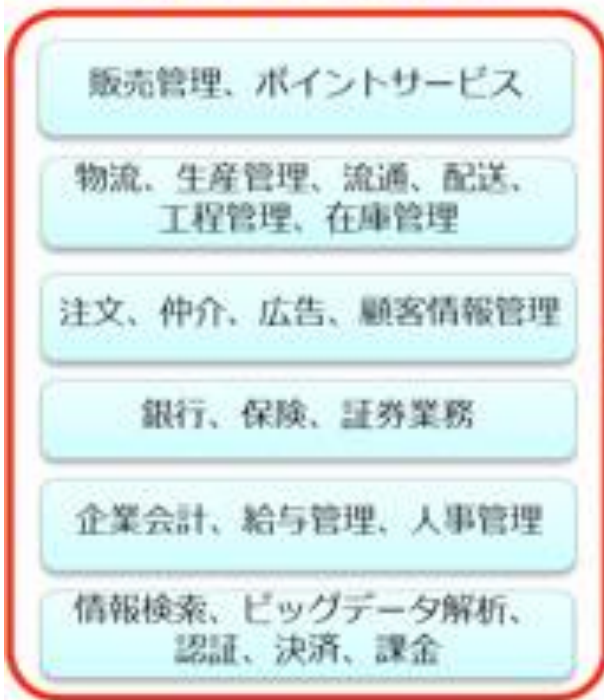 販売管理、ポイントサービス
物流、生産管理、流通、配送、
工程管理、在庫管理
注文、仲介、広告、顧客情報管理
銀行、保険、証券業務
企業会計、給与管理、人事管理
情報検索、ビッグデータ解析、
認証、決済、課金